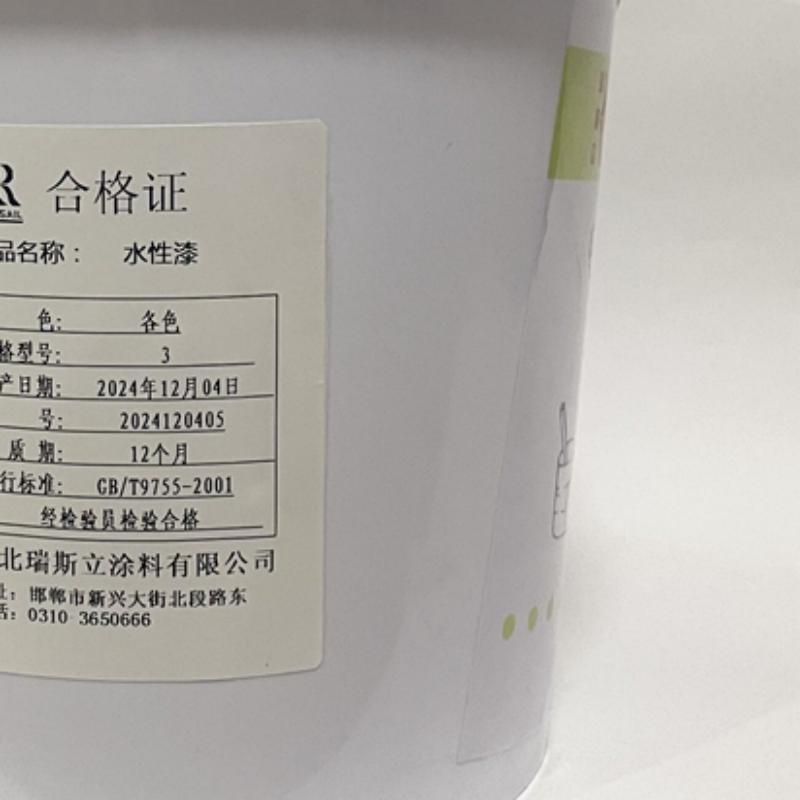 R 合格证
品名称： 水性漆
色: 各色
格型号: 3
产日期: 2024年12月04日
号: 2024120405
质 期: 12个月
行标准: GB/T9755-2001
经检验员检验合格
北瑞斯立涂料有限公司
址：邯郸市新兴大街北段路东
话：0310 3650666